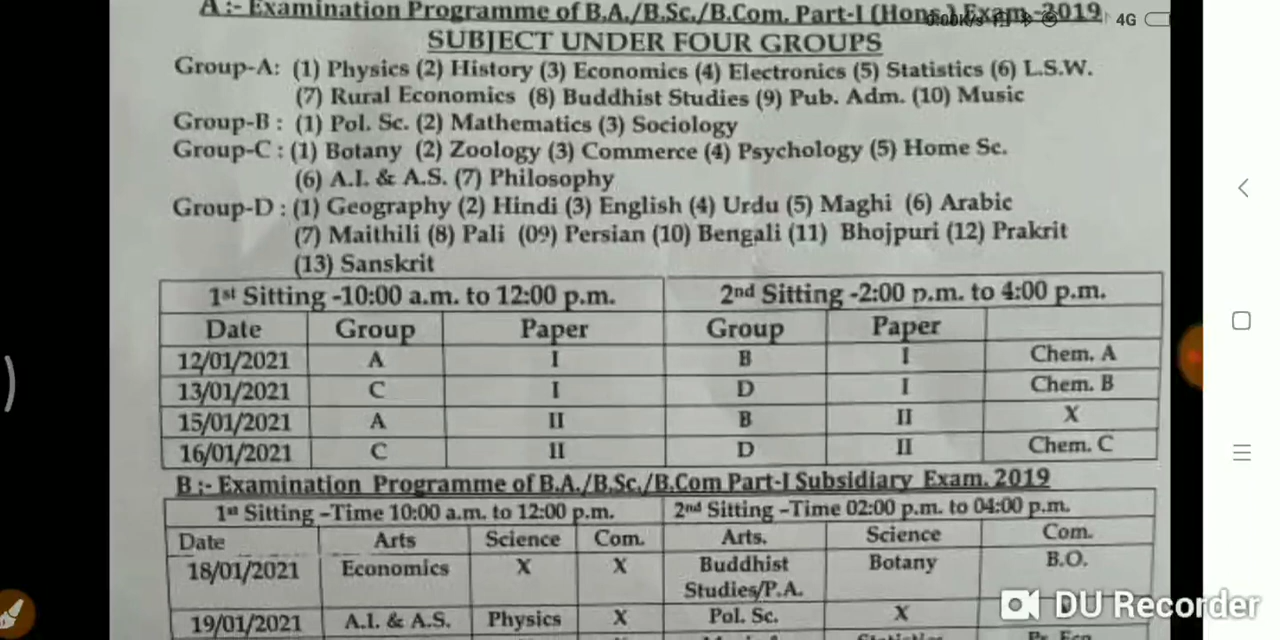 A :- Examination Programme of B.A./B.Sc./B.Com. Part-I (Hons.) Exam.-2019
4G
SUBJECT UNDER FOUR GROUPS
Group-A: (1) Physics (2) History (3) Economics (4) Electronics (5) Statistics (6) L.S.W.
(7) Rural Economics (8) Buddhist Studies (9) Pub. Adm. (10) Music
Group-B : (1) Pol. Sc. (2) Mathematics (3) Sociology
Group-C : (1) Botany (2) Zoology (3) Commerce (4) Psychology (5) Home Sc.
(6) A.I. & A.S. (7) Philosophy
Group-D : (1) Geography (2) Hindi (3) English (4) Urdu (5) Maghi (6) Arabic
(7) Maithili (8) Pali (09) Persian (10) Bengali (11) Bhojpuri (12) Prakrit
(13) Sanskrit
1st Sitting -10:00 a.m. to 12:00 p.m. 2nd Sitting -2:00 p.m. to 4:00 p.m.
Date Group Paper Group Paper
12/01/2021 A I B I Chem. A
13/01/2021 C I D I Chem. B
15/01/2021 A II B II X
16/01/2021 C II D II Chem. C
B :- Examination Programme of B.A./B.Sc./B.Com Part-I Subsidiary Exam. 2019
1st Sitting -Time 10:00 a.m. to 12:00 p.m. 2nd Sitting -Time 02:00 p.m. to 04:00 p.m.
Date Arts Science Com. Arts. Science Com.
18/01/2021 Economics X X Buddhist Studies/P.A. Botany B.O.
19/01/2021 A.I. & A.S. Physics X Pol. Sc. X
DU Recorder